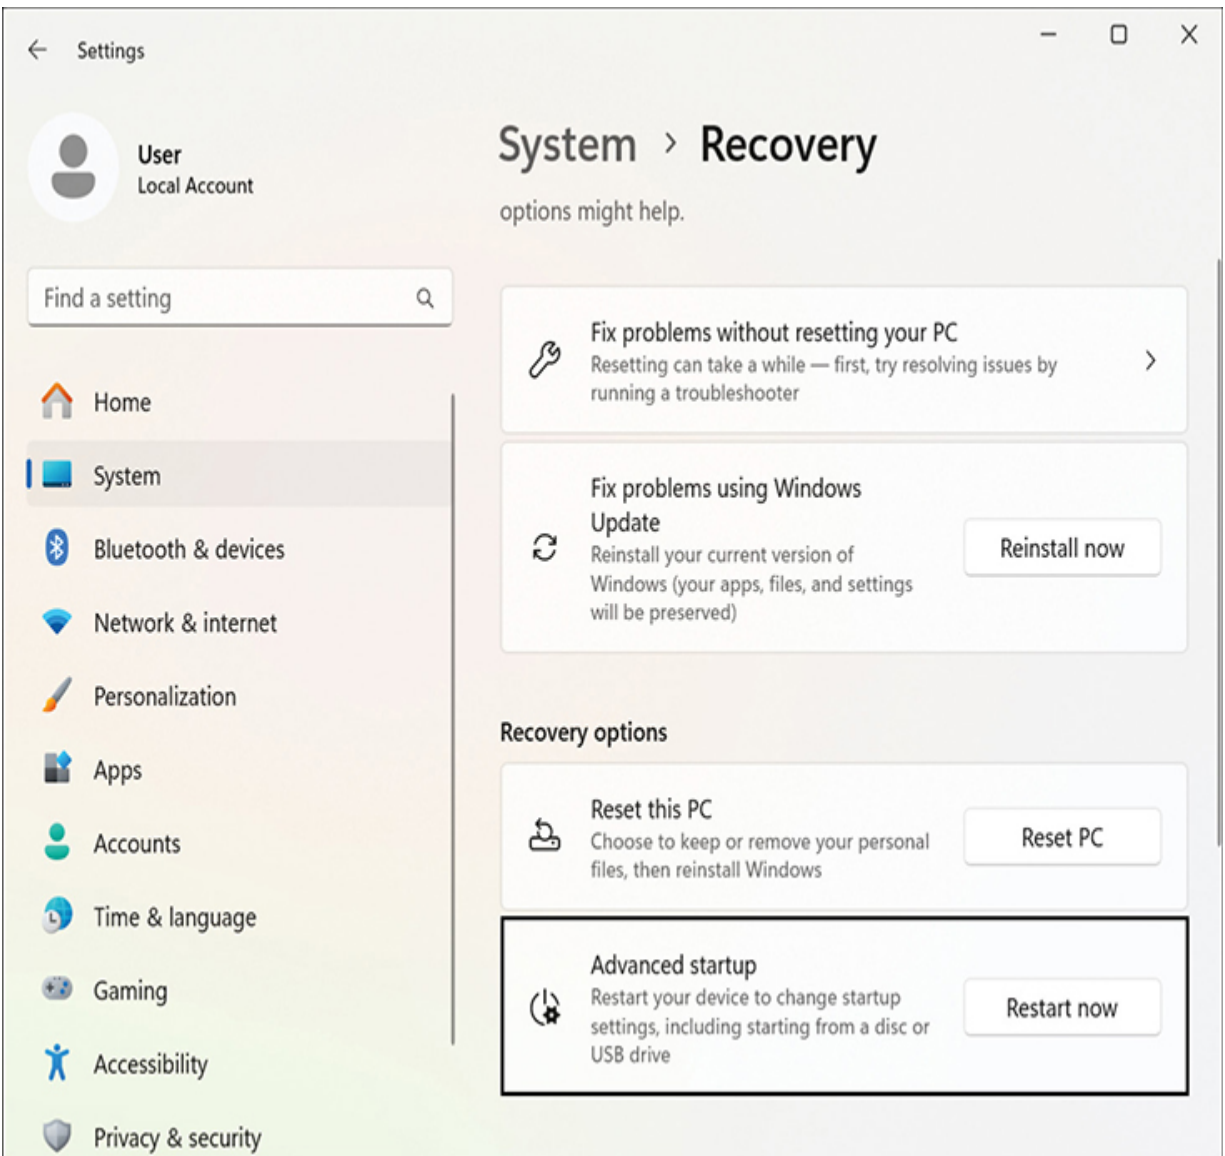 Settings
User
Local Account
Find a setting
Home
System
Bluetooth & devices
Network & internet
Personalization
Apps
Accounts
Time & language
Gaming
Accessibility
Privacy & security
System > Recovery
options might help.
Fix problems without resetting your PC
Resetting can take a while — first, try resolving issues by
running a troubleshooter
Fix problems using Windows
Update
Reinstall your current version of
Windows (your apps, files, and settings
will be preserved)
Reinstall now
Recovery options
Reset this PC
Choose to keep or remove your personal
files, then reinstall Windows
Reset PC
Advanced startup
Restart your device to change startup
settings, including starting from a disc or
USB drive
Restart now